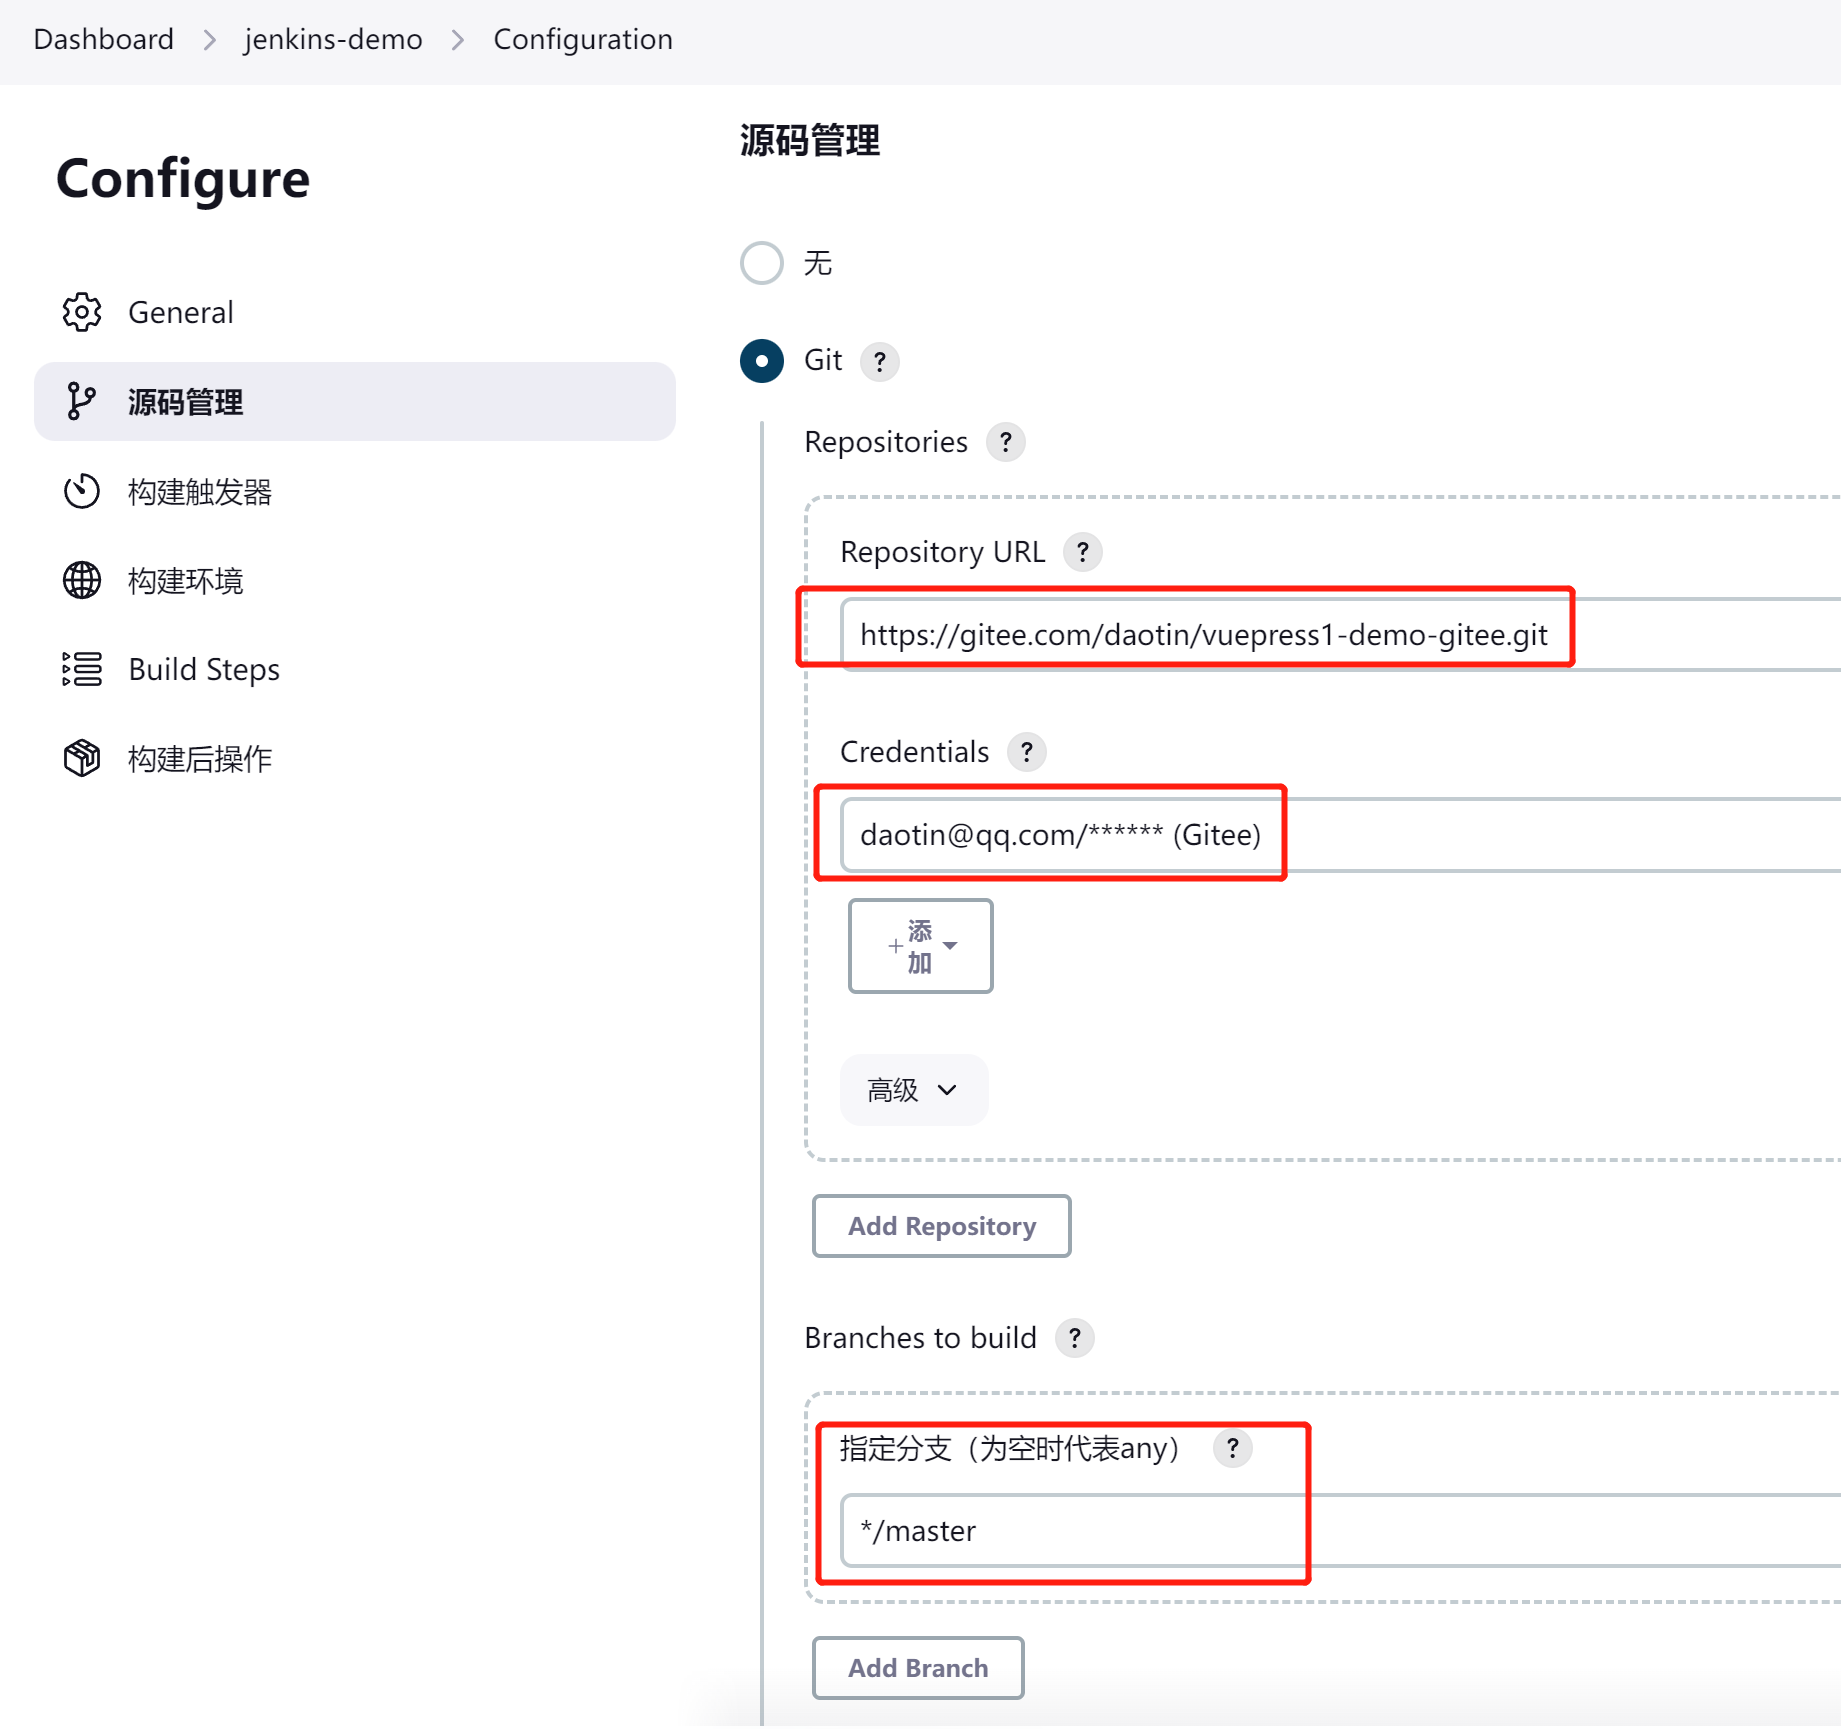 Dashboard > jenkins-demo > Configuration
Configure
General
源码管理
构建触发器
构建环境
Build Steps
构建后操作
源码管理
无
Git ?
Repositories ?
Repository URL ?
https://gitee.com/daotin/vuepress1-demo-gitee.git
Credentials ?
daotin@qq.com/****** (Gitee)
+添
加
高级
Add Repository
Branches to build ?
指定分支（为空时代表any） ?
*/master
Add Branch